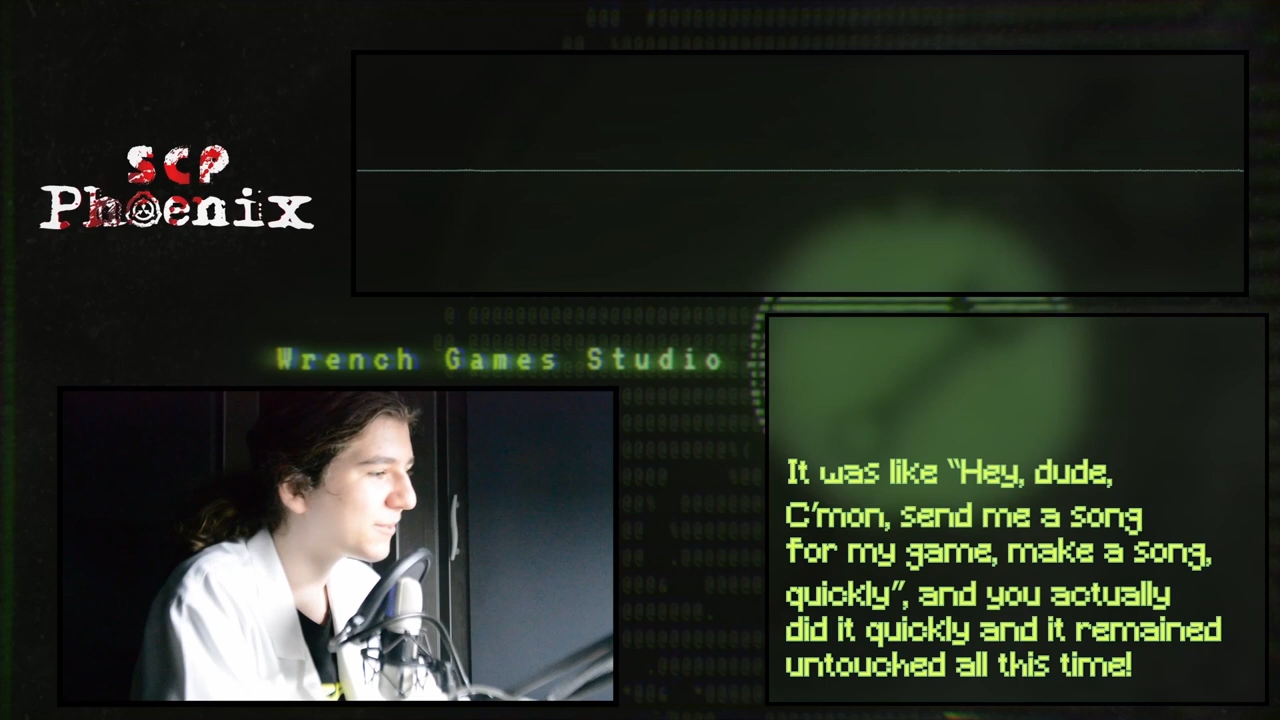 SCP
Phoenix
Wrench Games Studio
It was like “Hey, dude,
C'mon, send me a song
for my game, make a song,
quickly”, and you actually
did it quickly and it remained
untouched all this time!